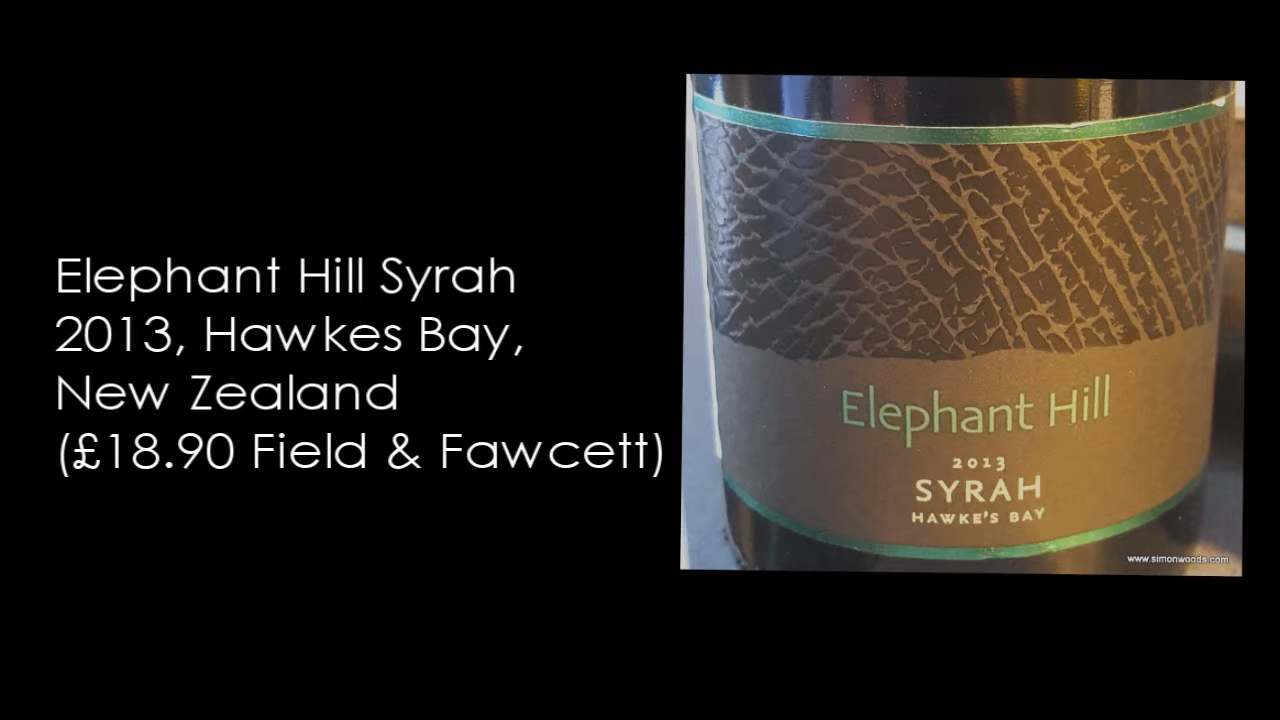 Elephant Hill Syrah
2013, Hawkes Bay,
New Zealand
(£18.90 Field & Fawcett)
Elephant Hill
2013
SYRAH
HAWKE'S BAY
www.simonwoods.com